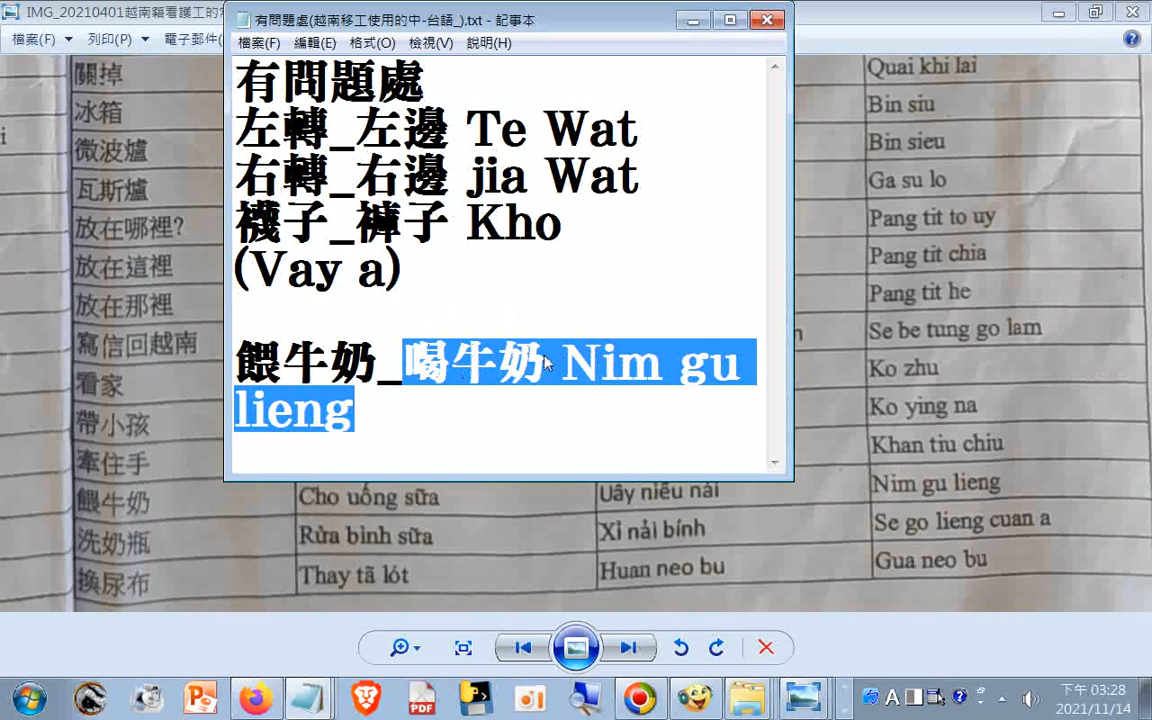 IMG_20210401越南籍看護工的
有問題處(越南移工使用的中-台語_).txt - 記事本
檔案(F) 列印(P) 電子郵件(
檔案(F) 編輯(E) 格式(O) 檢視(V) 說明(H)
有問題處
左轉_左邊 Te Wat
右轉_右邊 jia Wat
襪子_褲子 Kho
(Vay a)
餵牛奶_喝牛奶 Nim gu
lieng
關掉 Quai khi lai
冰箱 Bin siu
微波爐 Bin sieu
瓦斯爐 Ga su lo
放在哪裡? Pang tit to uy
放在這裡 Pang tit chia
放在那裡 Pang tit he
寫信回越南 Se be tung go lam
看家 Ko zhu
帶小孩 Ko ying na
牽住手 Khan tiu chiu
餵牛奶 Cho uống sữa Uây niễu nải Nim gu lieng
洗奶瓶 Rửa bình sữa Xỉ nải bính Se go lieng cuan a
換尿布 Thay tã lót Huan neo bu Gua neo bu
下午 03:28
2021/11/14